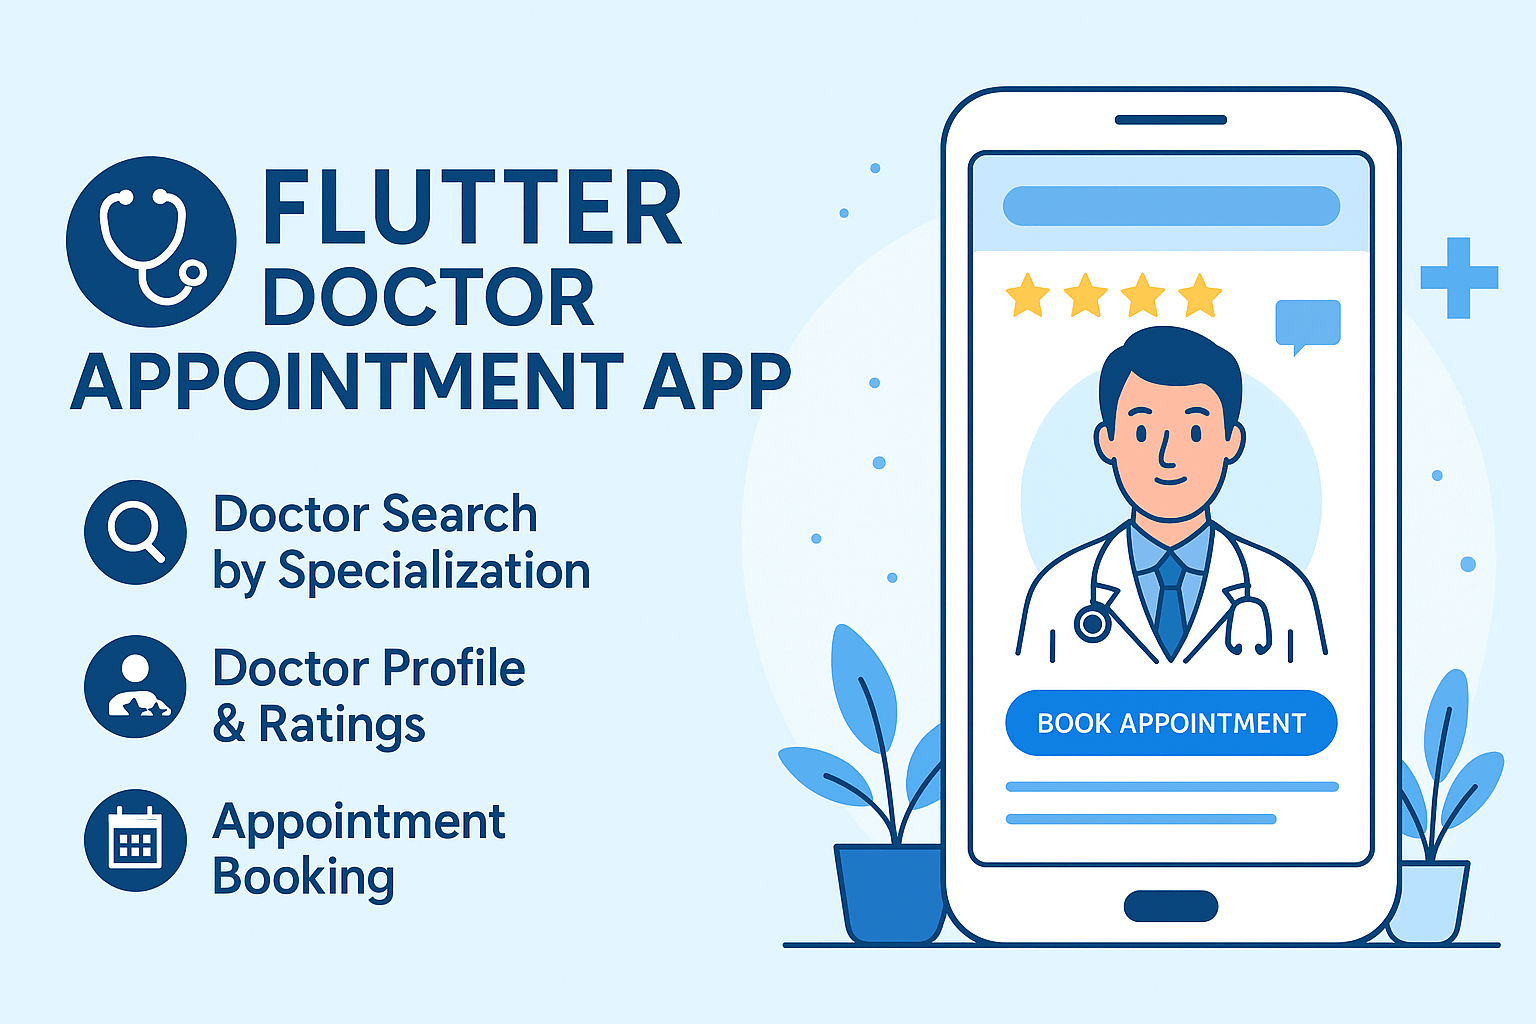 FLUTTER
DOCTOR
APPOINTMENT APP
Doctor Search
by Specialization
Doctor Profile
& Ratings
Appointment
Booking
BOOK APPOINTMENT